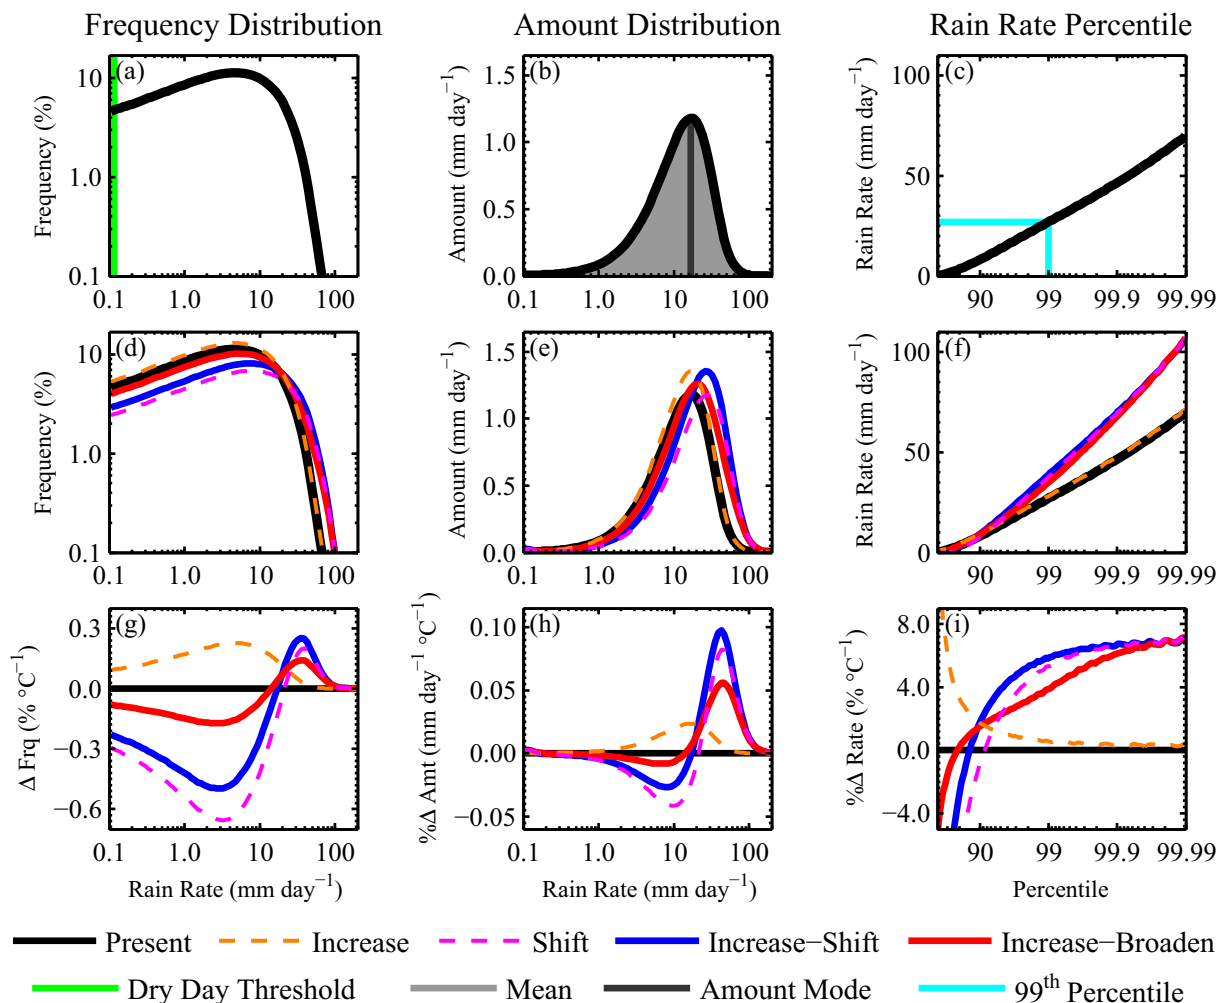 Frequency Distribution
Amount Distribution
Rain Rate Percentile
(a)
Frequency (%)
10
1.0
0.1
0.1 1.0 10 100
(b)
Amount (mm day⁻¹)
1.5
1.0
0.5
0.0
0.1 1.0 10 100
(c)
Rain Rate (mm day⁻¹)
100
50
0
90 99 99.9 99.99
(d)
Frequency (%)
10
1.0
0.1
0.1 1.0 10 100
(e)
Amount (mm day⁻¹)
1.5
1.0
0.5
0.0
0.1 1.0 10 100
(f)
Rain Rate (mm day⁻¹)
100
50
0
90 99 99.9 99.99
(g)
Δ Frq (% °C⁻¹)
0.3
0.0
−0.3
−0.6
0.1 1.0 10 100
Rain Rate (mm day⁻¹)
(h)
%Δ Amt (mm day⁻¹ °C⁻¹)
0.10
0.05
0.00
−0.05
0.1 1.0 10 100
Rain Rate (mm day⁻¹)
(i)
%Δ Rate (% °C⁻¹)
8.0
4.0
0.0
−4.0
90 99 99.9 99.99
Percentile
Present Increase Shift Increase−Shift Increase−Broaden
Dry Day Threshold Mean Amount Mode 99th Percentile